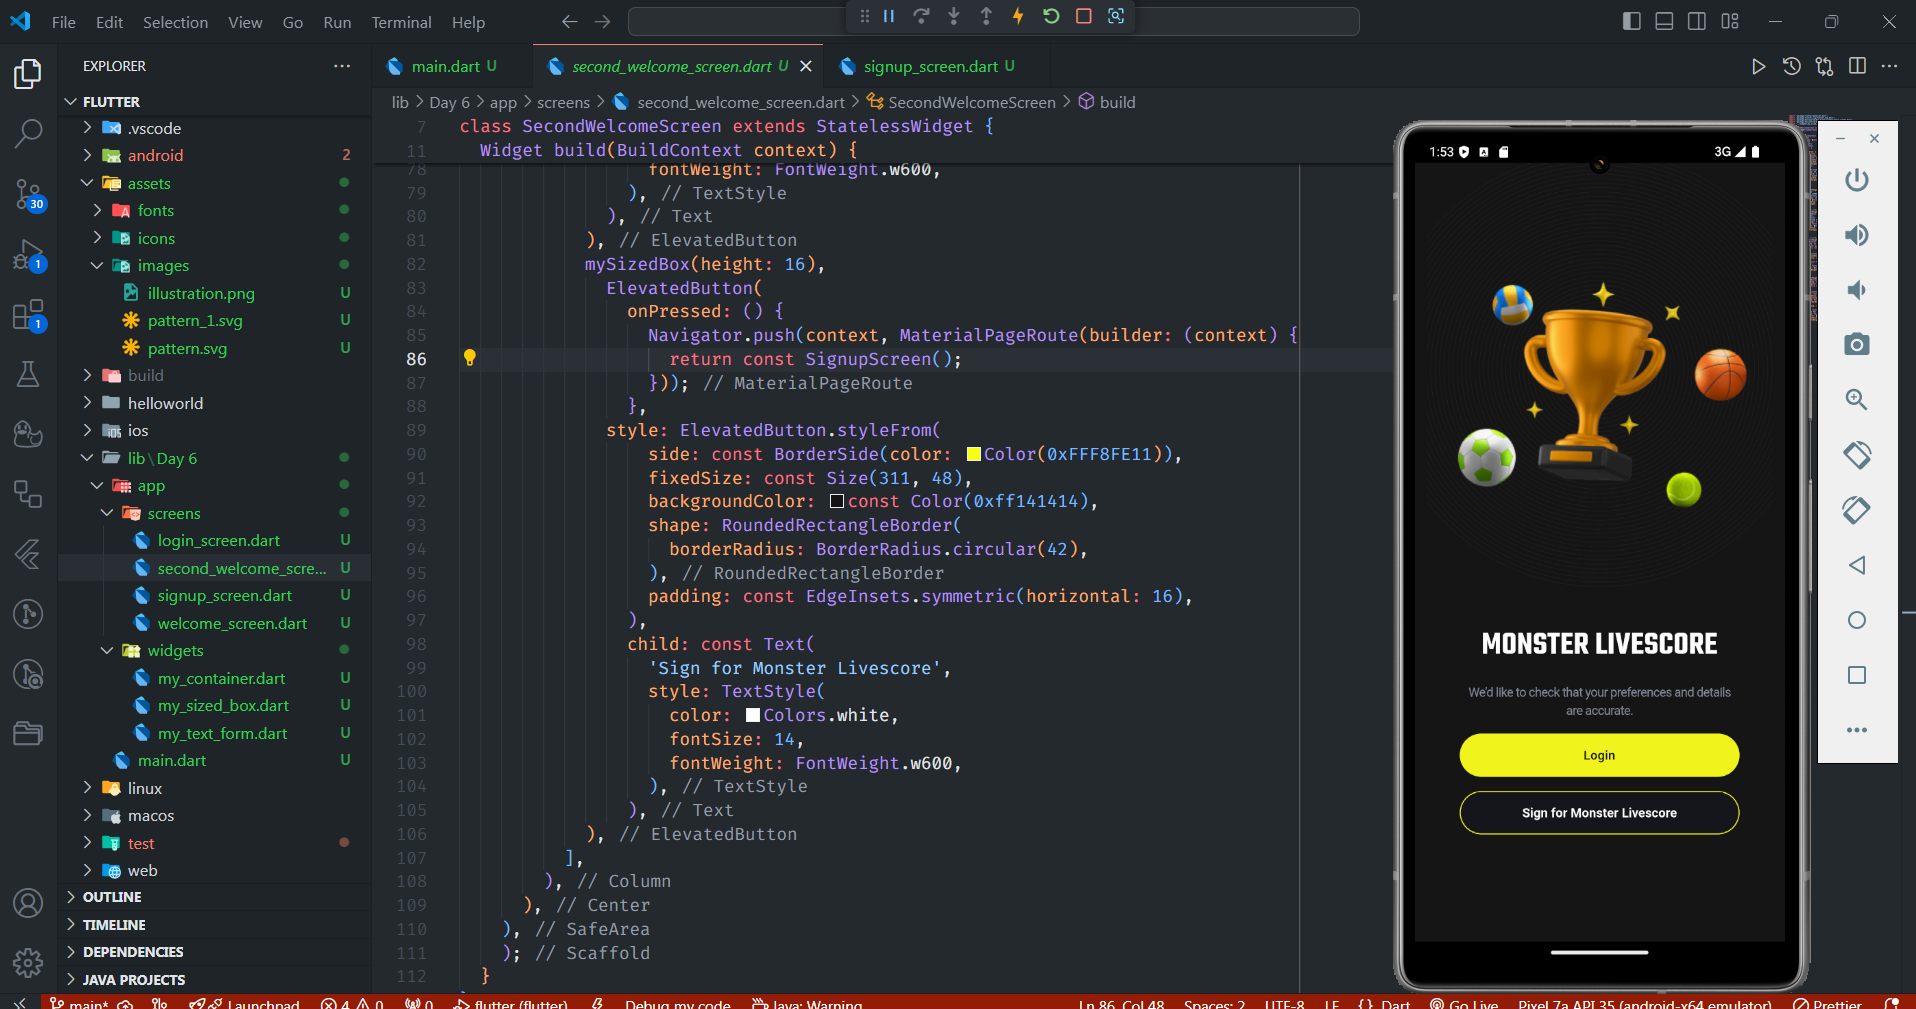 File Edit Selection View Go Run Terminal Help
EXPLORER
FLUTTER
.vscode
android 2
assets
fonts
icons
images
illustration.png U
pattern_1.svg U
pattern.svg U
build
helloworld
ios
lib\Day 6
app
screens
login_screen.dart U
second_welcome_scre... U
signup_screen.dart U
welcome_screen.dart U
widgets
my_container.dart U
my_sized_box.dart U
my_text_form.dart U
main.dart U
linux
macos
test
web
OUTLINE
TIMELINE
DEPENDENCIES
JAVA PROJECTS
30
1
1
main.dart U second_welcome_screen.dart U signup_screen.dart U
lib > Day 6 > app > screens > second_welcome_screen.dart > SecondWelcomeScreen > build
7 class SecondWelcomeScreen extends StatelessWidget {
11 Widget build(BuildContext context) {
78 fontWeight: FontWeight.w600,
79 ), // TextStyle
80 ), // Text
81 ), // ElevatedButton
82 mySizedBox(height: 16),
83 ElevatedButton(
84 onPressed: () {
85 Navigator.push(context, MaterialPageRoute(builder: (context) {
86 return const SignupScreen();
87 })); // MaterialPageRoute
88 },
89 style: ElevatedButton.styleFrom(
90 side: const BorderSide(color: Color(0xFFF8FE11)),
91 fixedSize: const Size(311, 48),
92 backgroundColor: const Color(0xff141414),
93 shape: RoundedRectangleBorder(
94 borderRadius: BorderRadius.circular(42),
95 ), // RoundedRectangleBorder
96 padding: const EdgeInsets.symmetric(horizontal: 16),
97 ),
98 child: const Text(
99 'Sign for Monster Livescore',
100 style: TextStyle(
101 color: Colors.white,
102 fontSize: 14,
103 fontWeight: FontWeight.w600,
104 ), // TextStyle
105 ), // Text
106 ), // ElevatedButton
107 ],
108 ), // Column
109 ), // Center
110 ), // SafeArea
111 ); // Scaffold
112 }
1:53 3G
MONSTER LIVESCORE
We'd like to check that your preferences and details
are accurate.
Login
Sign for Monster Livescore
main* Launchpad 4 0 0 flutter (flutter) Debug my code Java: Warning Ln 86, Col 48 Spaces: 2 UTF-8 LF {} Dart Go Live Pixel 7a API 35 (android-x64 emulator) Prettier